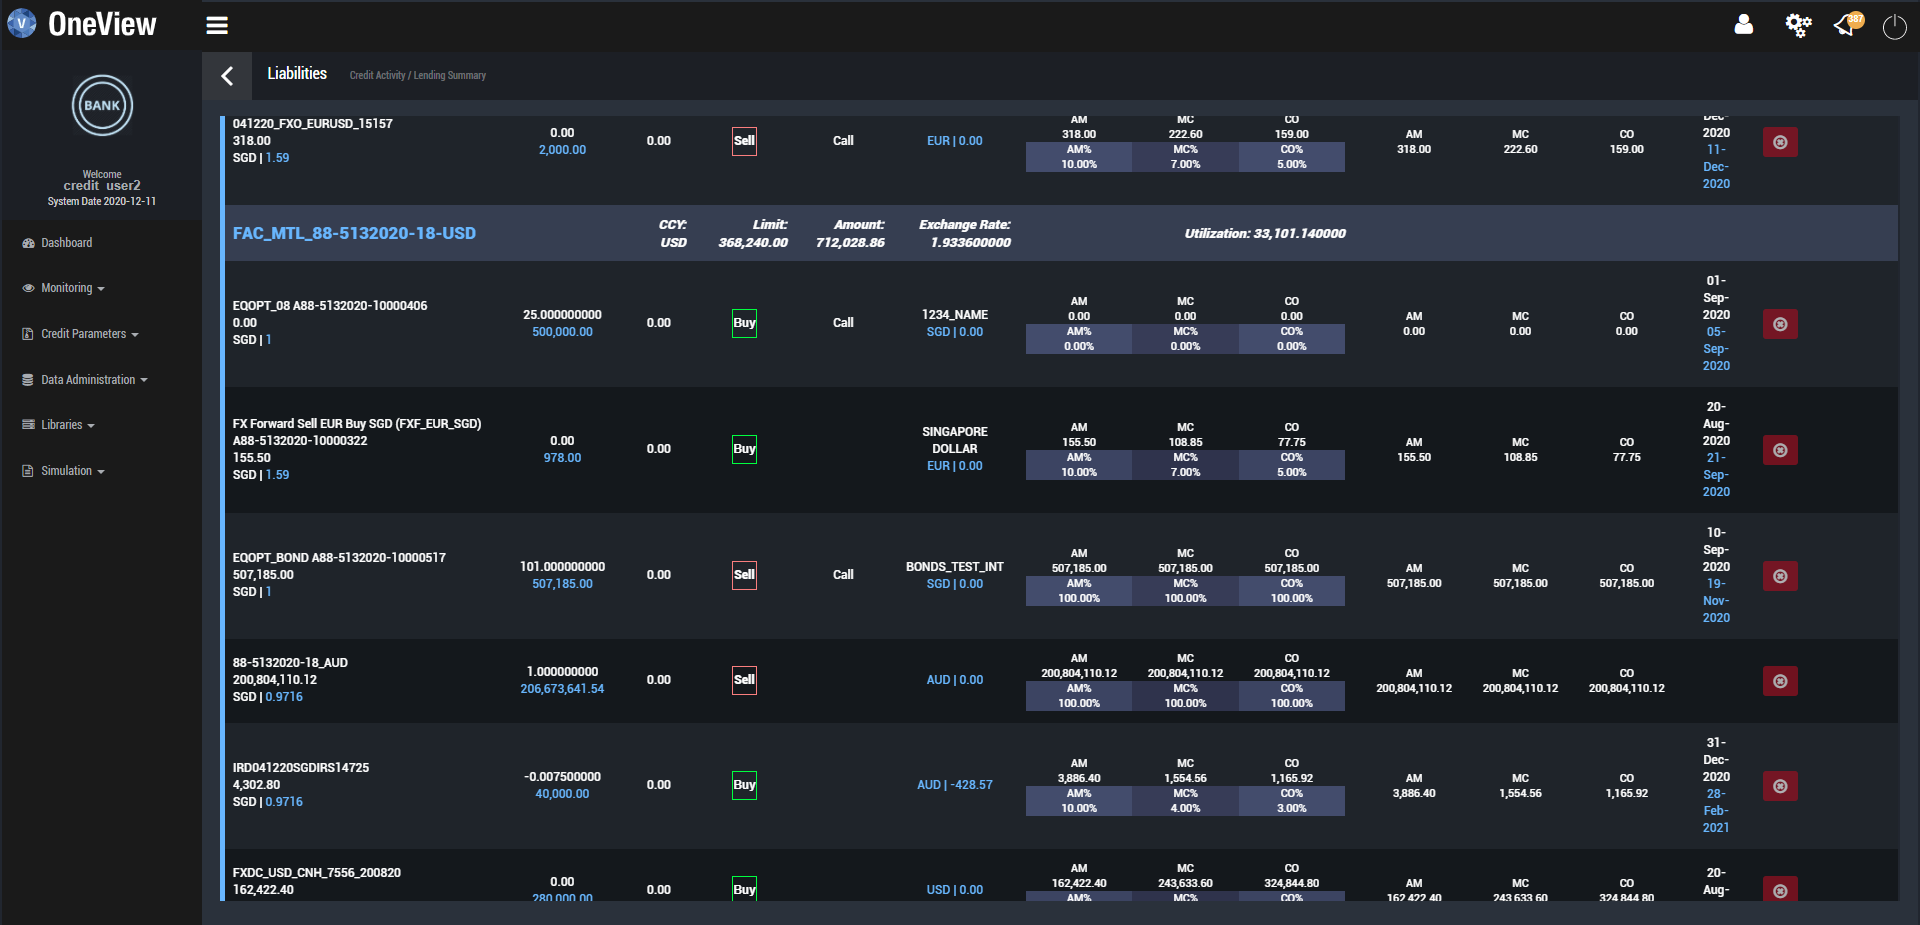 OneView
387
BANK
Welcome
credit_user2
System Date 2020-12-11
Dashboard
Monitoring
Credit Parameters
Data Administration
Libraries
Simulation
Liabilities
Credit Activity / Lending Summary
041220_FXO_EURUSD_15157
318.00
SGD | 1.59
0.00
2,000.00
0.00
Sell
Call
EUR | 0.00
AM MC CO
318.00 222.60 159.00
AM% MC% CO%
10.00% 7.00% 5.00%
AM MC CO
318.00 222.60 159.00
Dec-
2020
11-
Dec-
2020
FAC_MTL_88-5132020-18-USD
CCY:
USD
Limit:
368,240.00
Amount:
712,028.86
Exchange Rate:
1.933600000
Utilization: 33,101.140000
EQOPT_08 A88-5132020-10000406
0.00
SGD | 1
25.000000000
500,000.00
0.00
Buy
Call
1234_NAME
SGD | 0.00
AM MC CO
0.00 0.00 0.00
AM% MC% CO%
0.00% 0.00% 0.00%
AM MC CO
0.00 0.00 0.00
01-
Sep-
2020
05-
Sep-
2020
FX Forward Sell EUR Buy SGD (FXF_EUR_SGD)
A88-5132020-10000322
155.50
SGD | 1.59
0.00
978.00
0.00
Buy
SINGAPORE
DOLLAR
EUR | 0.00
AM MC CO
155.50 108.85 77.75
AM% MC% CO%
10.00% 7.00% 5.00%
AM MC CO
155.50 108.85 77.75
20-
Aug-
2020
21-
Sep-
2020
EQOPT_BOND A88-5132020-10000517
507,185.00
SGD | 1
101.000000000
507,185.00
0.00
Sell
Call
BONDS_TEST_INT
SGD | 0.00
AM MC CO
507,185.00 507,185.00 507,185.00
AM% MC% CO%
100.00% 100.00% 100.00%
AM MC CO
507,185.00 507,185.00 507,185.00
10-
Sep-
2020
19-
Nov-
2020
88-5132020-18_AUD
200,804,110.12
SGD | 0.9716
1.000000000
206,673,641.54
0.00
Sell
AUD | 0.00
AM MC CO
200,804,110.12 200,804,110.12 200,804,110.12
AM% MC% CO%
100.00% 100.00% 100.00%
AM MC CO
200,804,110.12 200,804,110.12 200,804,110.12
IRD041220SGDIRS14725
4,302.80
SGD | 0.9716
-0.007500000
40,000.00
0.00
Buy
AUD | -428.57
AM MC CO
3,886.40 1,554.56 1,165.92
AM% MC% CO%
10.00% 4.00% 3.00%
AM MC CO
3,886.40 1,554.56 1,165.92
31-
Dec-
2020
28-
Feb-
2021
FXDC_USD_CNH_7556_200820
162,422.40
0.00
280,000.00
0.00
Buy
USD | 0.00
AM MC CO
162,422.40 243,633.60 324,844.80
AM% MC% CO%
AM MC CO
162,422.40 243,633.60 324,844.80
20-
Aug-